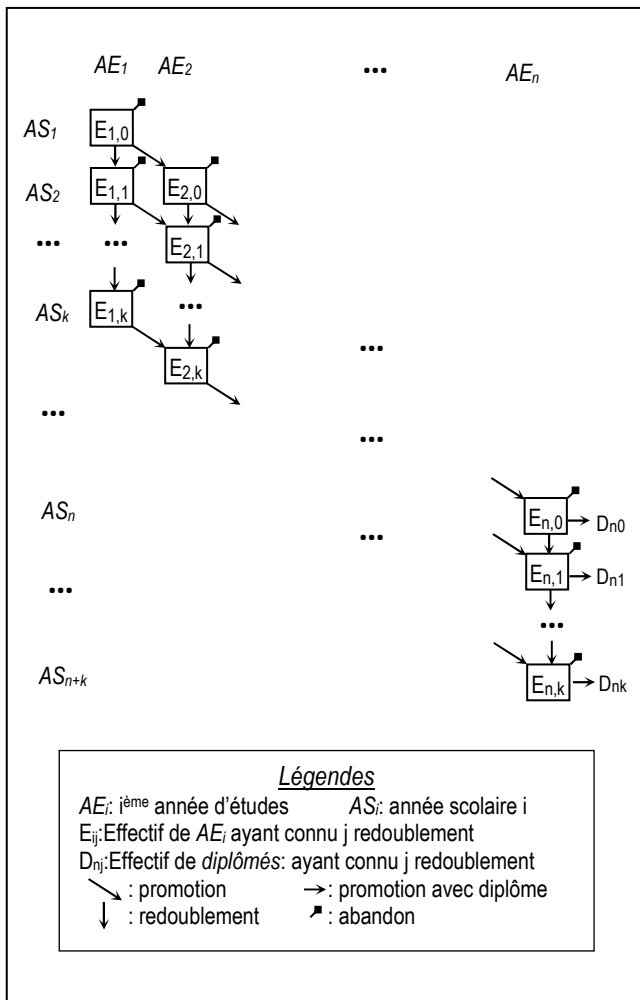 AE1 AE2 ... AEn
AS1 E1,0
AS2 E1,1 E2,0
... ... E2,1
ASk E1,k ...
E2,k ...
...
...
ASn En,0 Dn0
... En,1 Dn1
...
...
ASn+k En,k Dnk
Légendes
AEi: ième année d'études ASi: année scolaire i
Eij:Effectif de AEi ayant connu j redoublement
Dnj:Effectif de diplômés: ayant connu j redoublement
: promotion : promotion avec diplôme
: redoublement : abandon